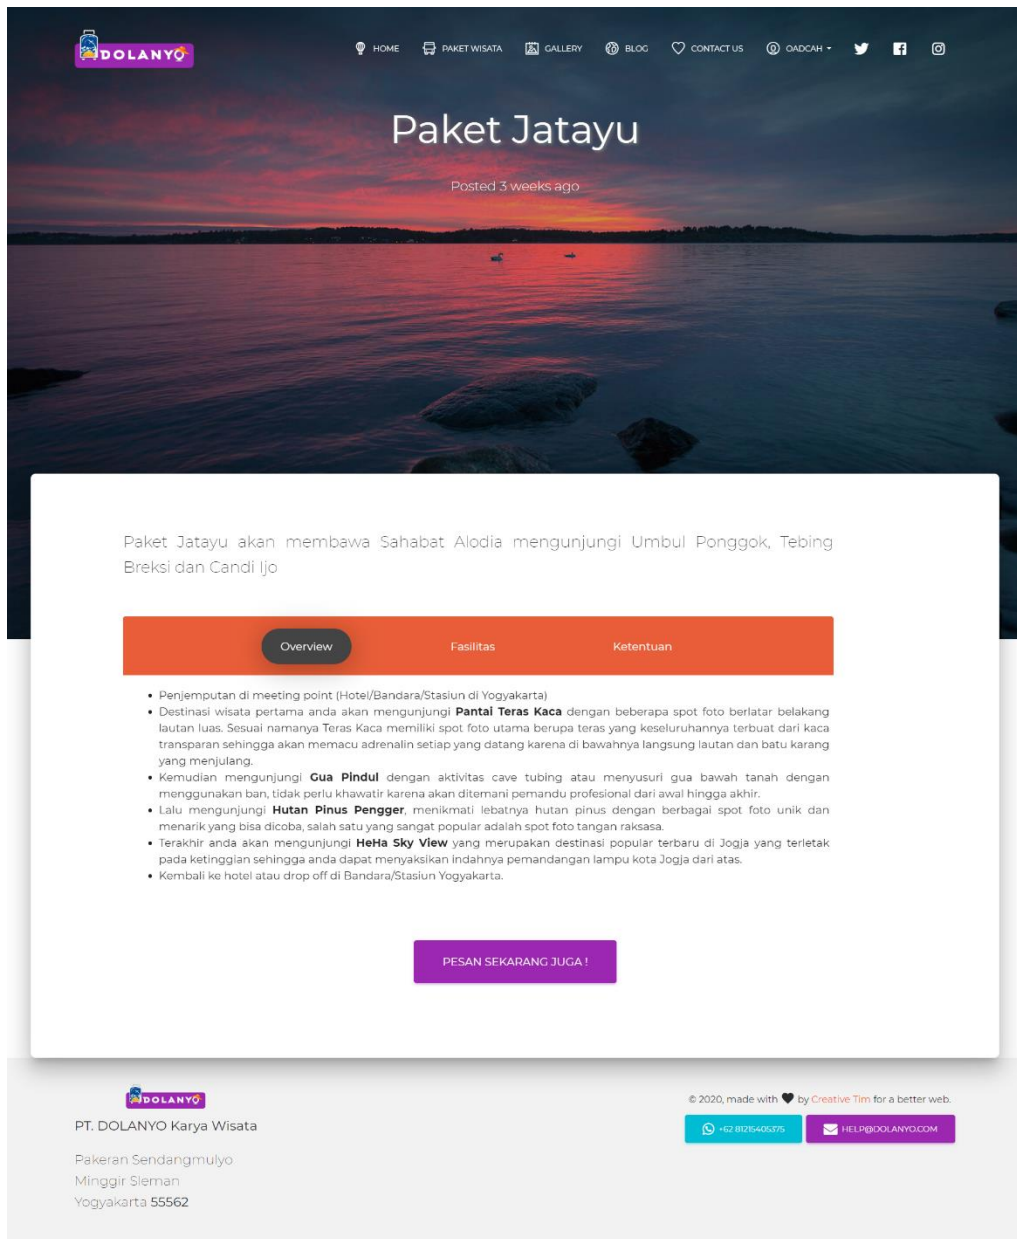 DOLANYO
HOME PAKET WISATA GALLERY BLOG CONTACT US OADCAH
Paket Jatayu
Posted 3 weeks ago
Paket Jatayu akan membawa Sahabat Alodia mengunjungi Umbul Ponggok, Tebing
Breksi dan Candi Ijo
Overview Fasilitas Ketentuan
• Penjemputan di meeting point (Hotel/Bandara/Stasiun di Yogyakarta)
• Destinasi wisata pertama anda akan mengunjungi Pantai Teras Kaca dengan beberapa spot foto berlatar belakang
lautan luas. Sesuai namanya Teras Kaca memiliki spot foto utama berupa teras yang keseluruhannya terbuat dari kaca
transparan sehingga akan memacu adrenalin setiap yang datang karena di bawahnya langsung lautan dan batu karang
yang menjulang.
• Kemudian mengunjungi Gua Pindul dengan aktivitas cave tubing atau menyusuri gua bawah tanah dengan
menggunakan ban, tidak perlu khawatir karena akan ditemani pemandu profesional dari awal hingga akhir.
• Lalu mengunjungi Hutan Pinus Pengger, menikmati lebatnya hutan pinus dengan berbagai spot foto unik dan
menarik yang bisa dicoba, salah satu yang sangat popular adalah spot foto tangan raksasa.
• Terakhir anda akan mengunjungi HeHa Sky View yang merupakan destinasi popular terbaru di Jogja yang terletak
pada ketinggian sehingga anda dapat menyaksikan indahnya pemandangan lampu kota Jogja dari atas.
• Kembali ke hotel atau drop off di Bandara/Stasiun Yogyakarta.
PESAN SEKARANG JUGA !
DOLANYO
PT. DOLANYO Karya Wisata
Pakeran Sendangmulyo
Minggir Sleman
Yogyakarta 55562
© 2020, made with ♥ by Creative Tim for a better web.
+62 81215405375 HELP@DOLANYO.COM